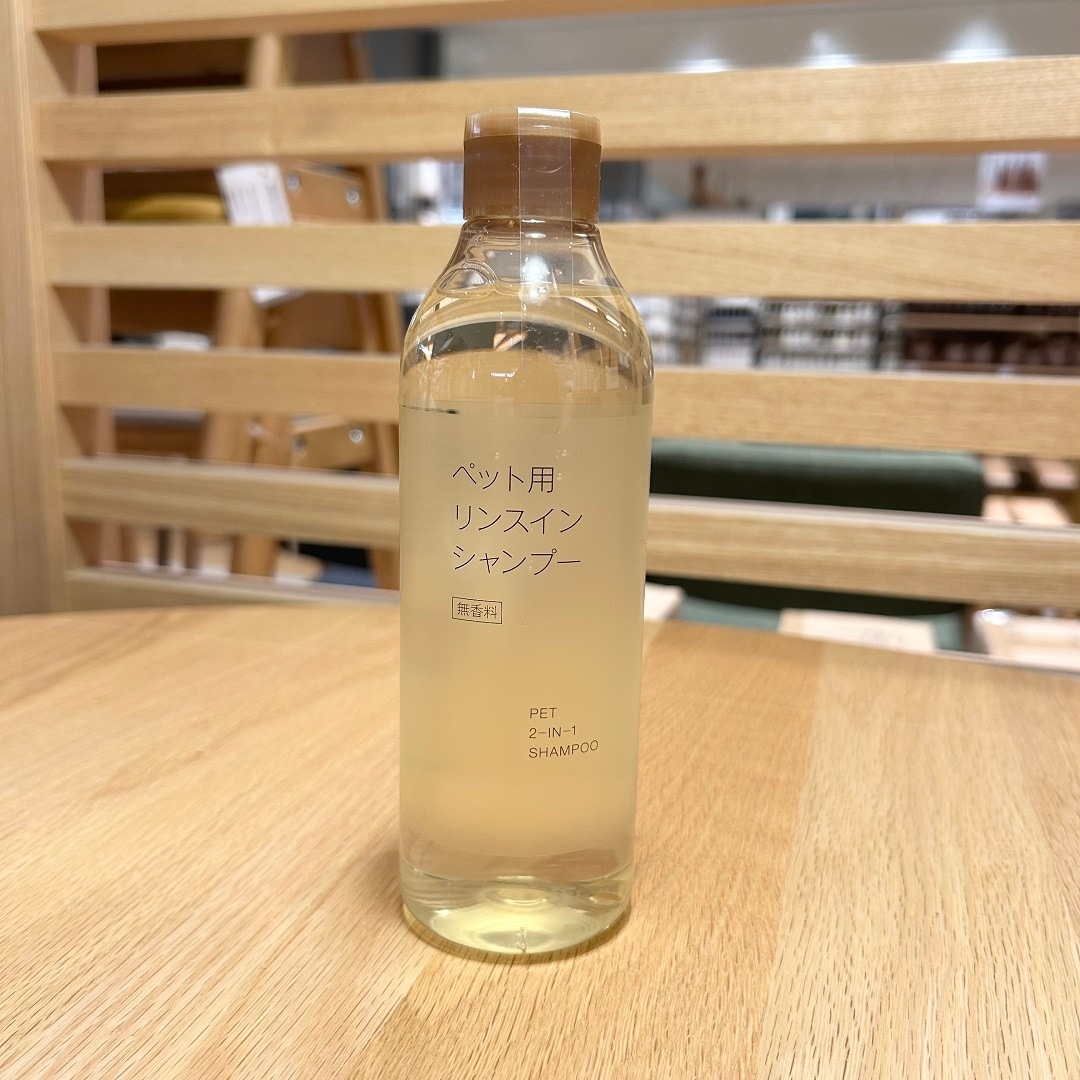 ペット用
リンスイン
シャンプー
無香料
PET
2-IN-1
SHAMPOO